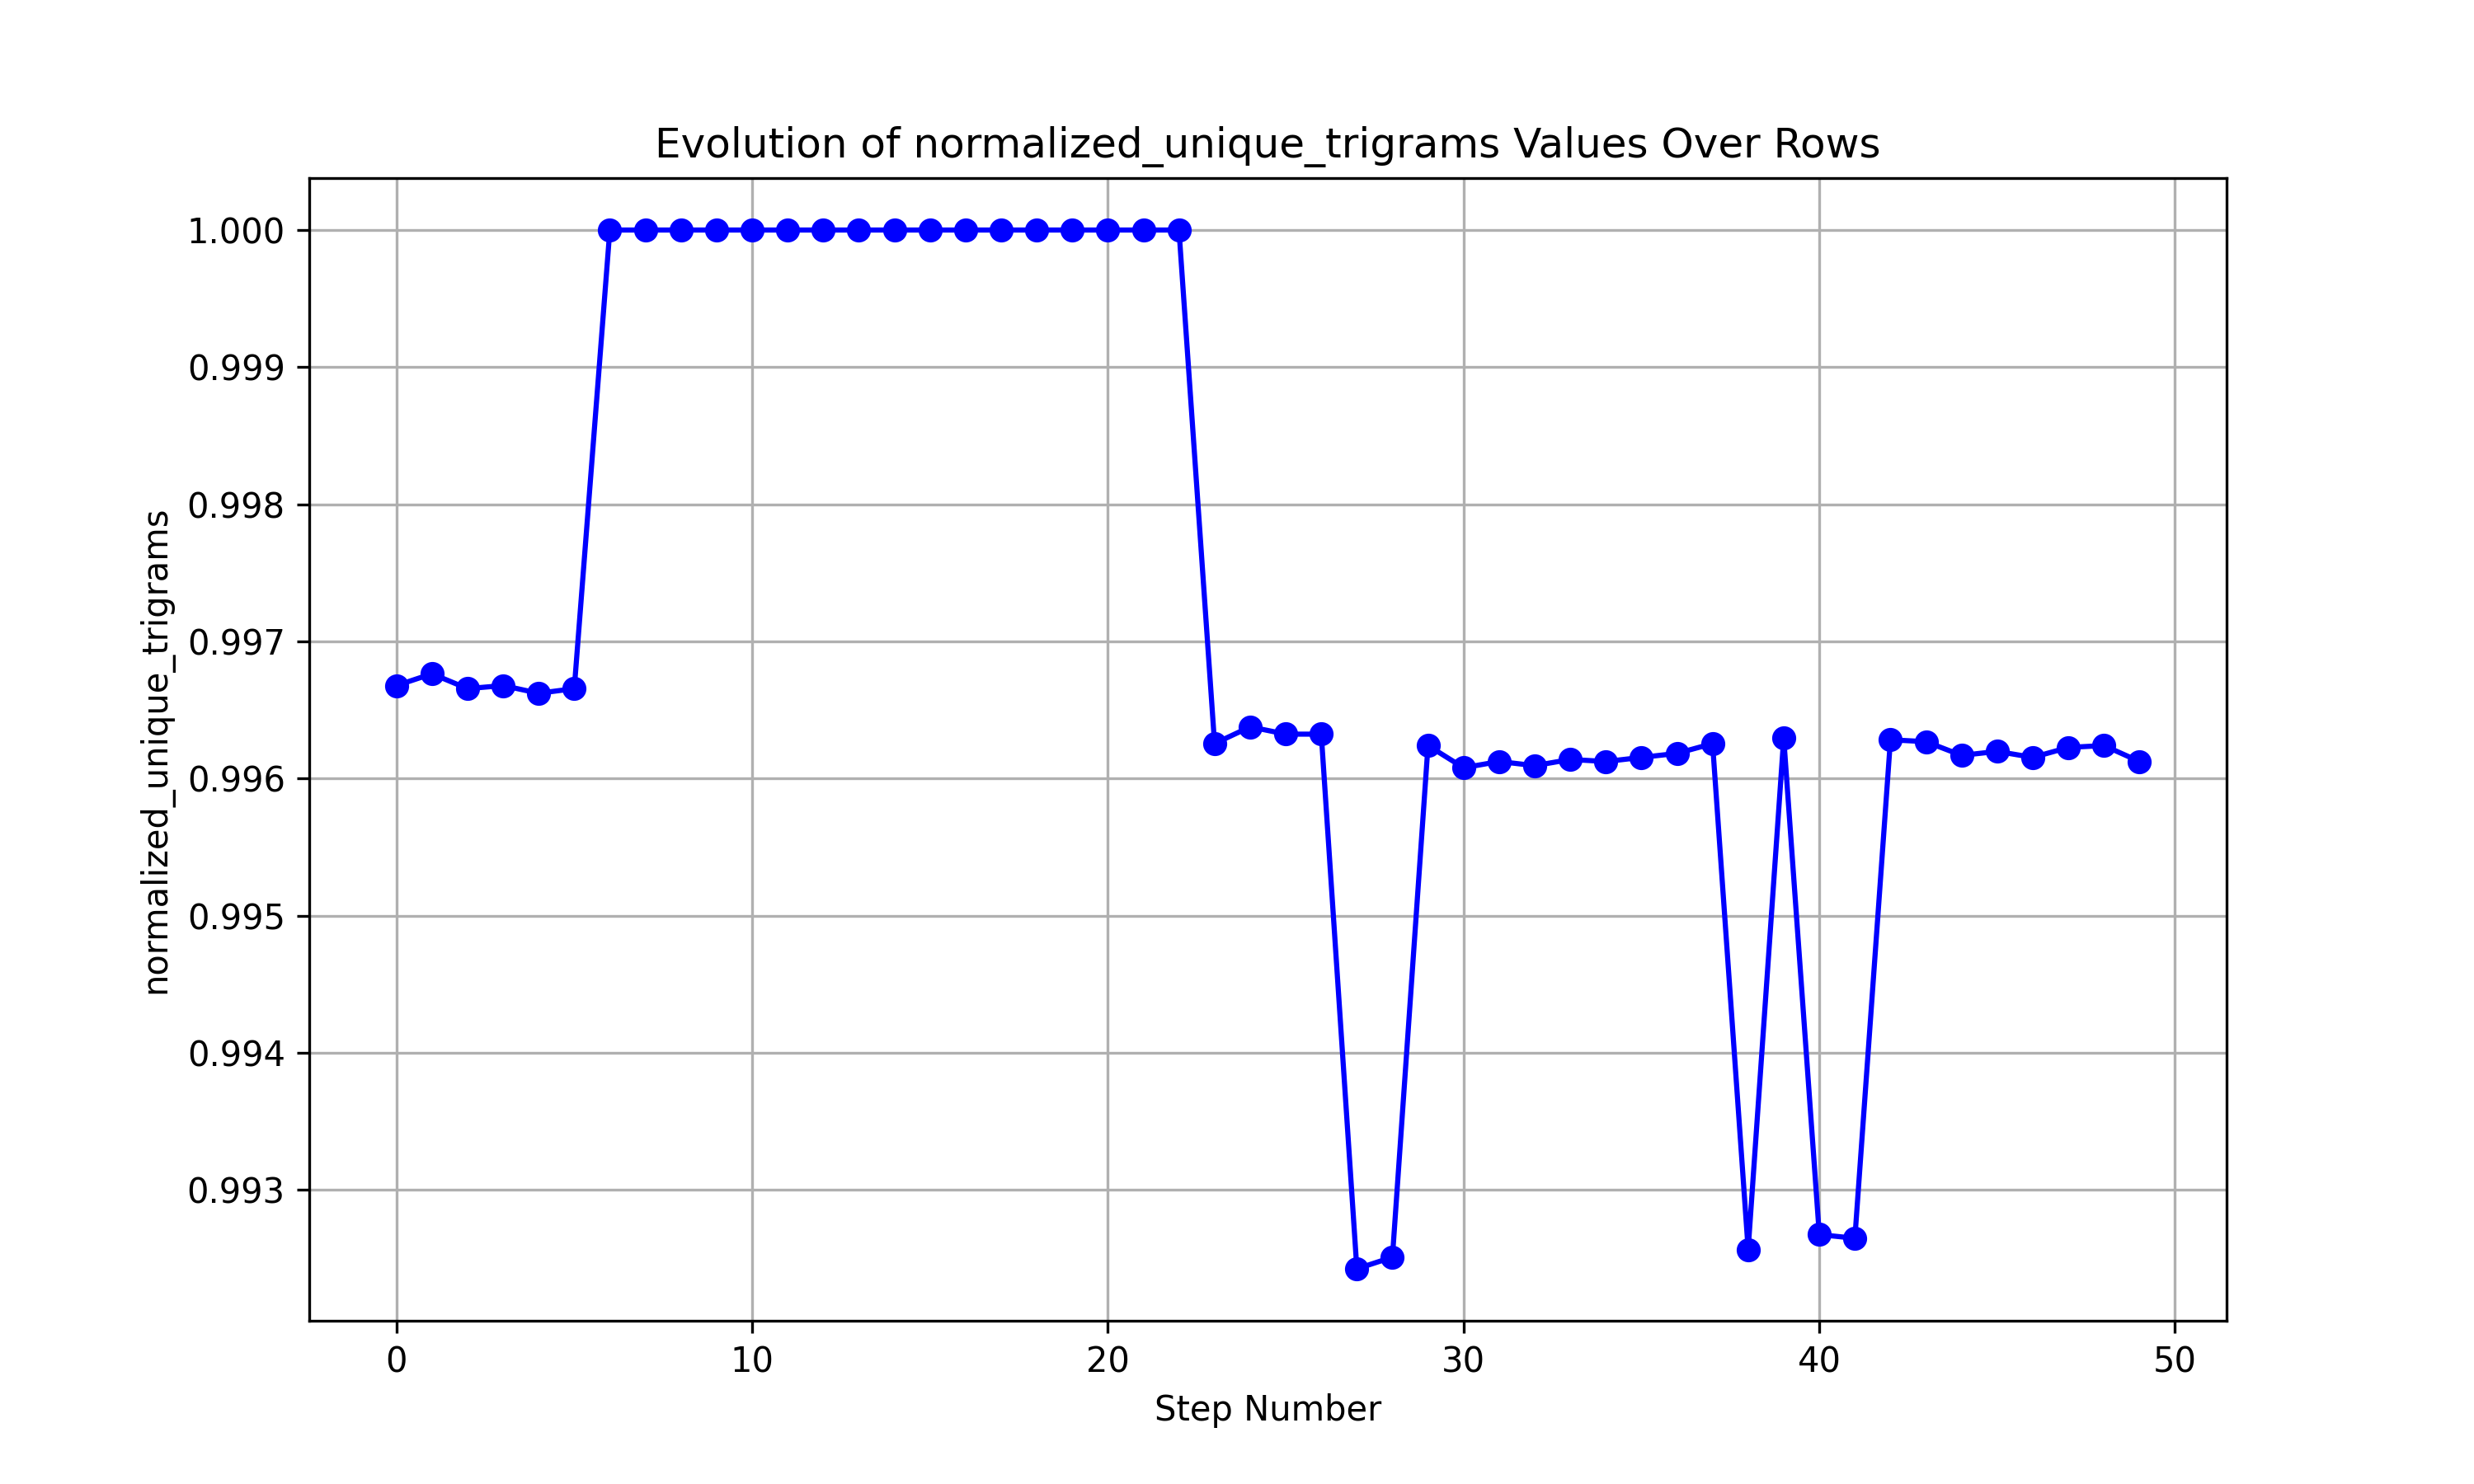 Evolution of normalized_unique_trigrams Values Over Rows
normalized_unique_trigrams
1.000
0.999
0.998
0.997
0.996
0.995
0.994
0.993
0 10 20 30 40 50
Step Number